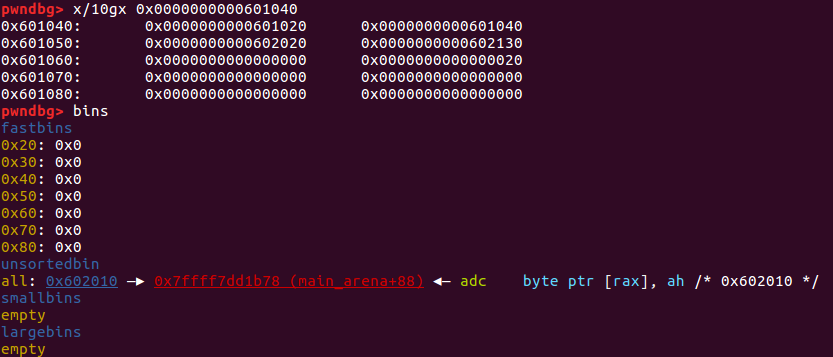 pwndbg> x/10gx 0x0000000000601040
0x601040: 0x0000000000601020 0x0000000000601040
0x601050: 0x0000000000602020 0x0000000000602130
0x601060: 0x0000000000000000 0x0000000000000020
0x601070: 0x0000000000000000 0x0000000000000000
0x601080: 0x0000000000000000 0x0000000000000000
pwndbg> bins
fastbins
0x20: 0x0
0x30: 0x0
0x40: 0x0
0x50: 0x0
0x60: 0x0
0x70: 0x0
0x80: 0x0
unsortedbin
all: 0x602010 —▸ 0x7ffff7dd1b78 (main_arena+88) ◂— adc byte ptr [rax], ah /* 0x602010 */
smallbins
empty
largebins
empty